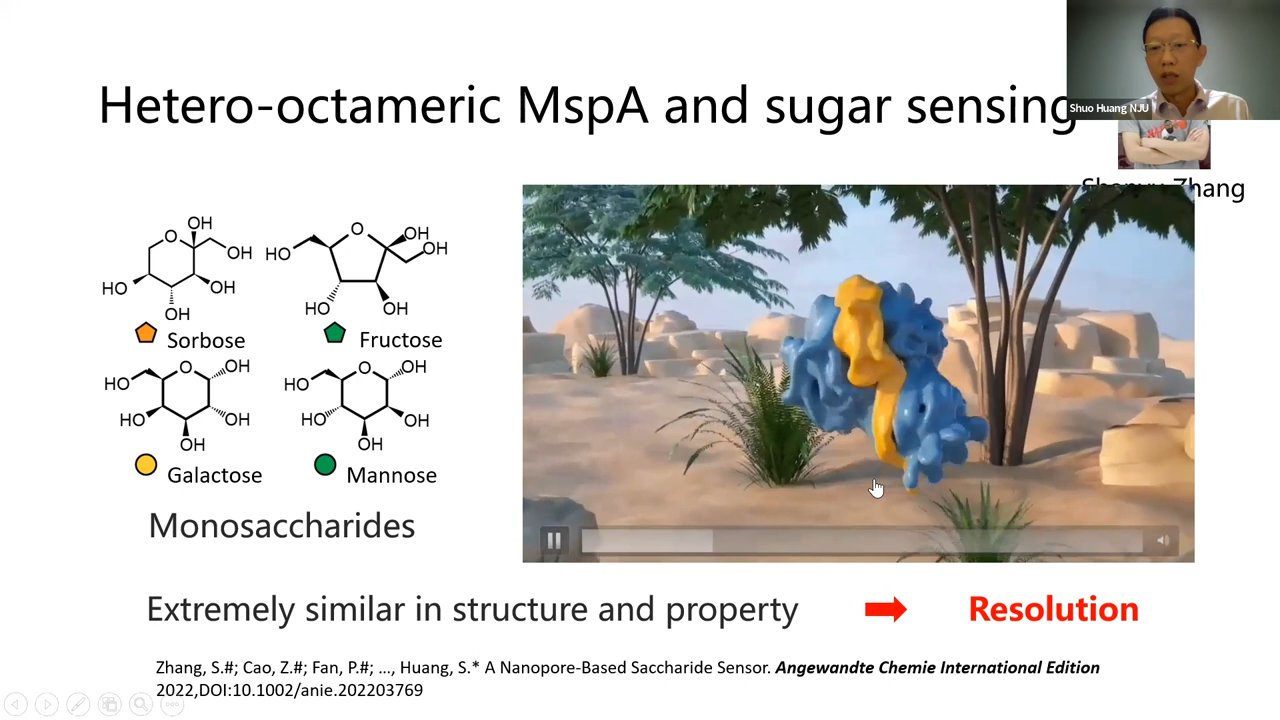 Hetero-octameric MspA and sugar sensing
Shuo Huang NJU
Zhang
O
OH
OH
HO
OH
OH
Sorbose
O
HO
OH
OH
HO
OH
Fructose
HO
O
OH
HO
OH
OH
Galactose
HO
O
OH
HO
OH
OH
Mannose
Monosaccharides
Extremely similar in structure and property
Resolution
Zhang, S.#; Cao, Z.#; Fan, P.#; ..., Huang, S.* A Nanopore-Based Saccharide Sensor. Angewandte Chemie International Edition
2022,DOI:10.1002/anie.202203769